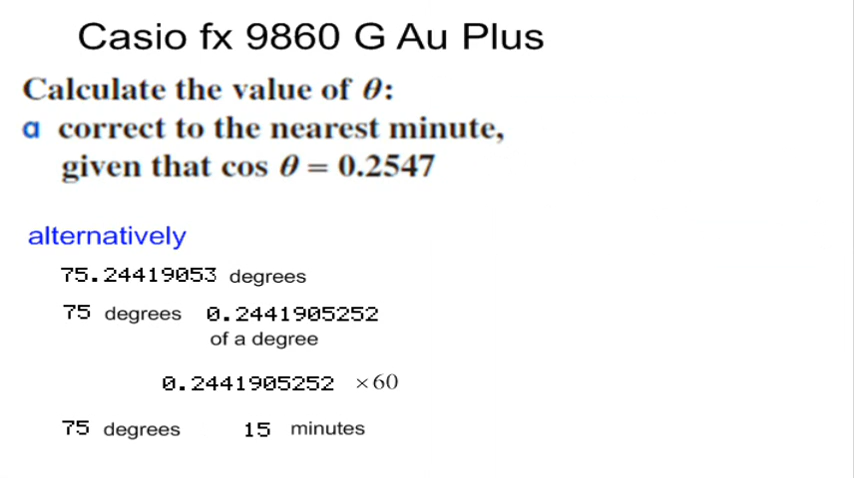 Casio fx 9860 G Au Plus
Calculate the value of θ:
a correct to the nearest minute,
given that cos θ = 0.2547
alternatively
75.24419053 degrees
75 degrees 0.2441905252
of a degree
0.2441905252 ×60
75 degrees 15 minutes